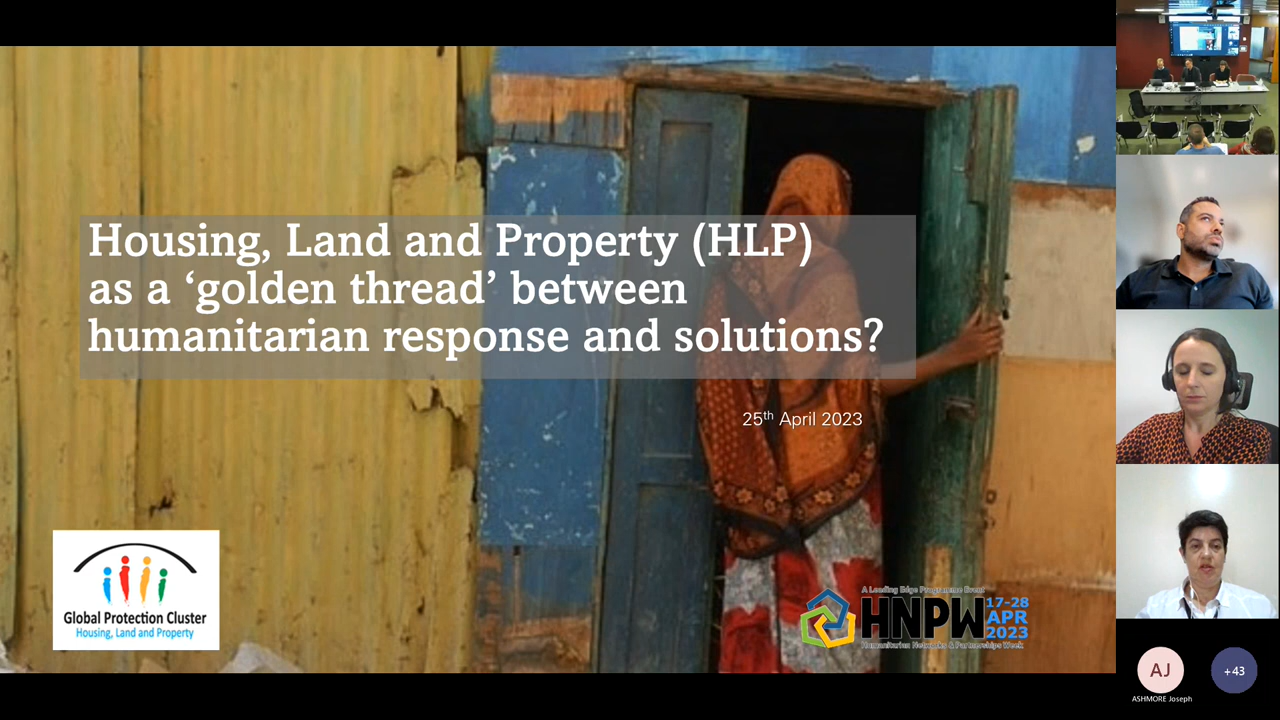 Housing, Land and Property (HLP)
as a ‘golden thread’ between
humanitarian response and solutions?
25th April 2023
Global Protection Cluster
Housing, Land and Property
A Leading Edge Programme Event
HNPW
17-28
APR
2023
Humanitarian Networks & Partnerships Week
AJ
+43
ASHMORE Joseph